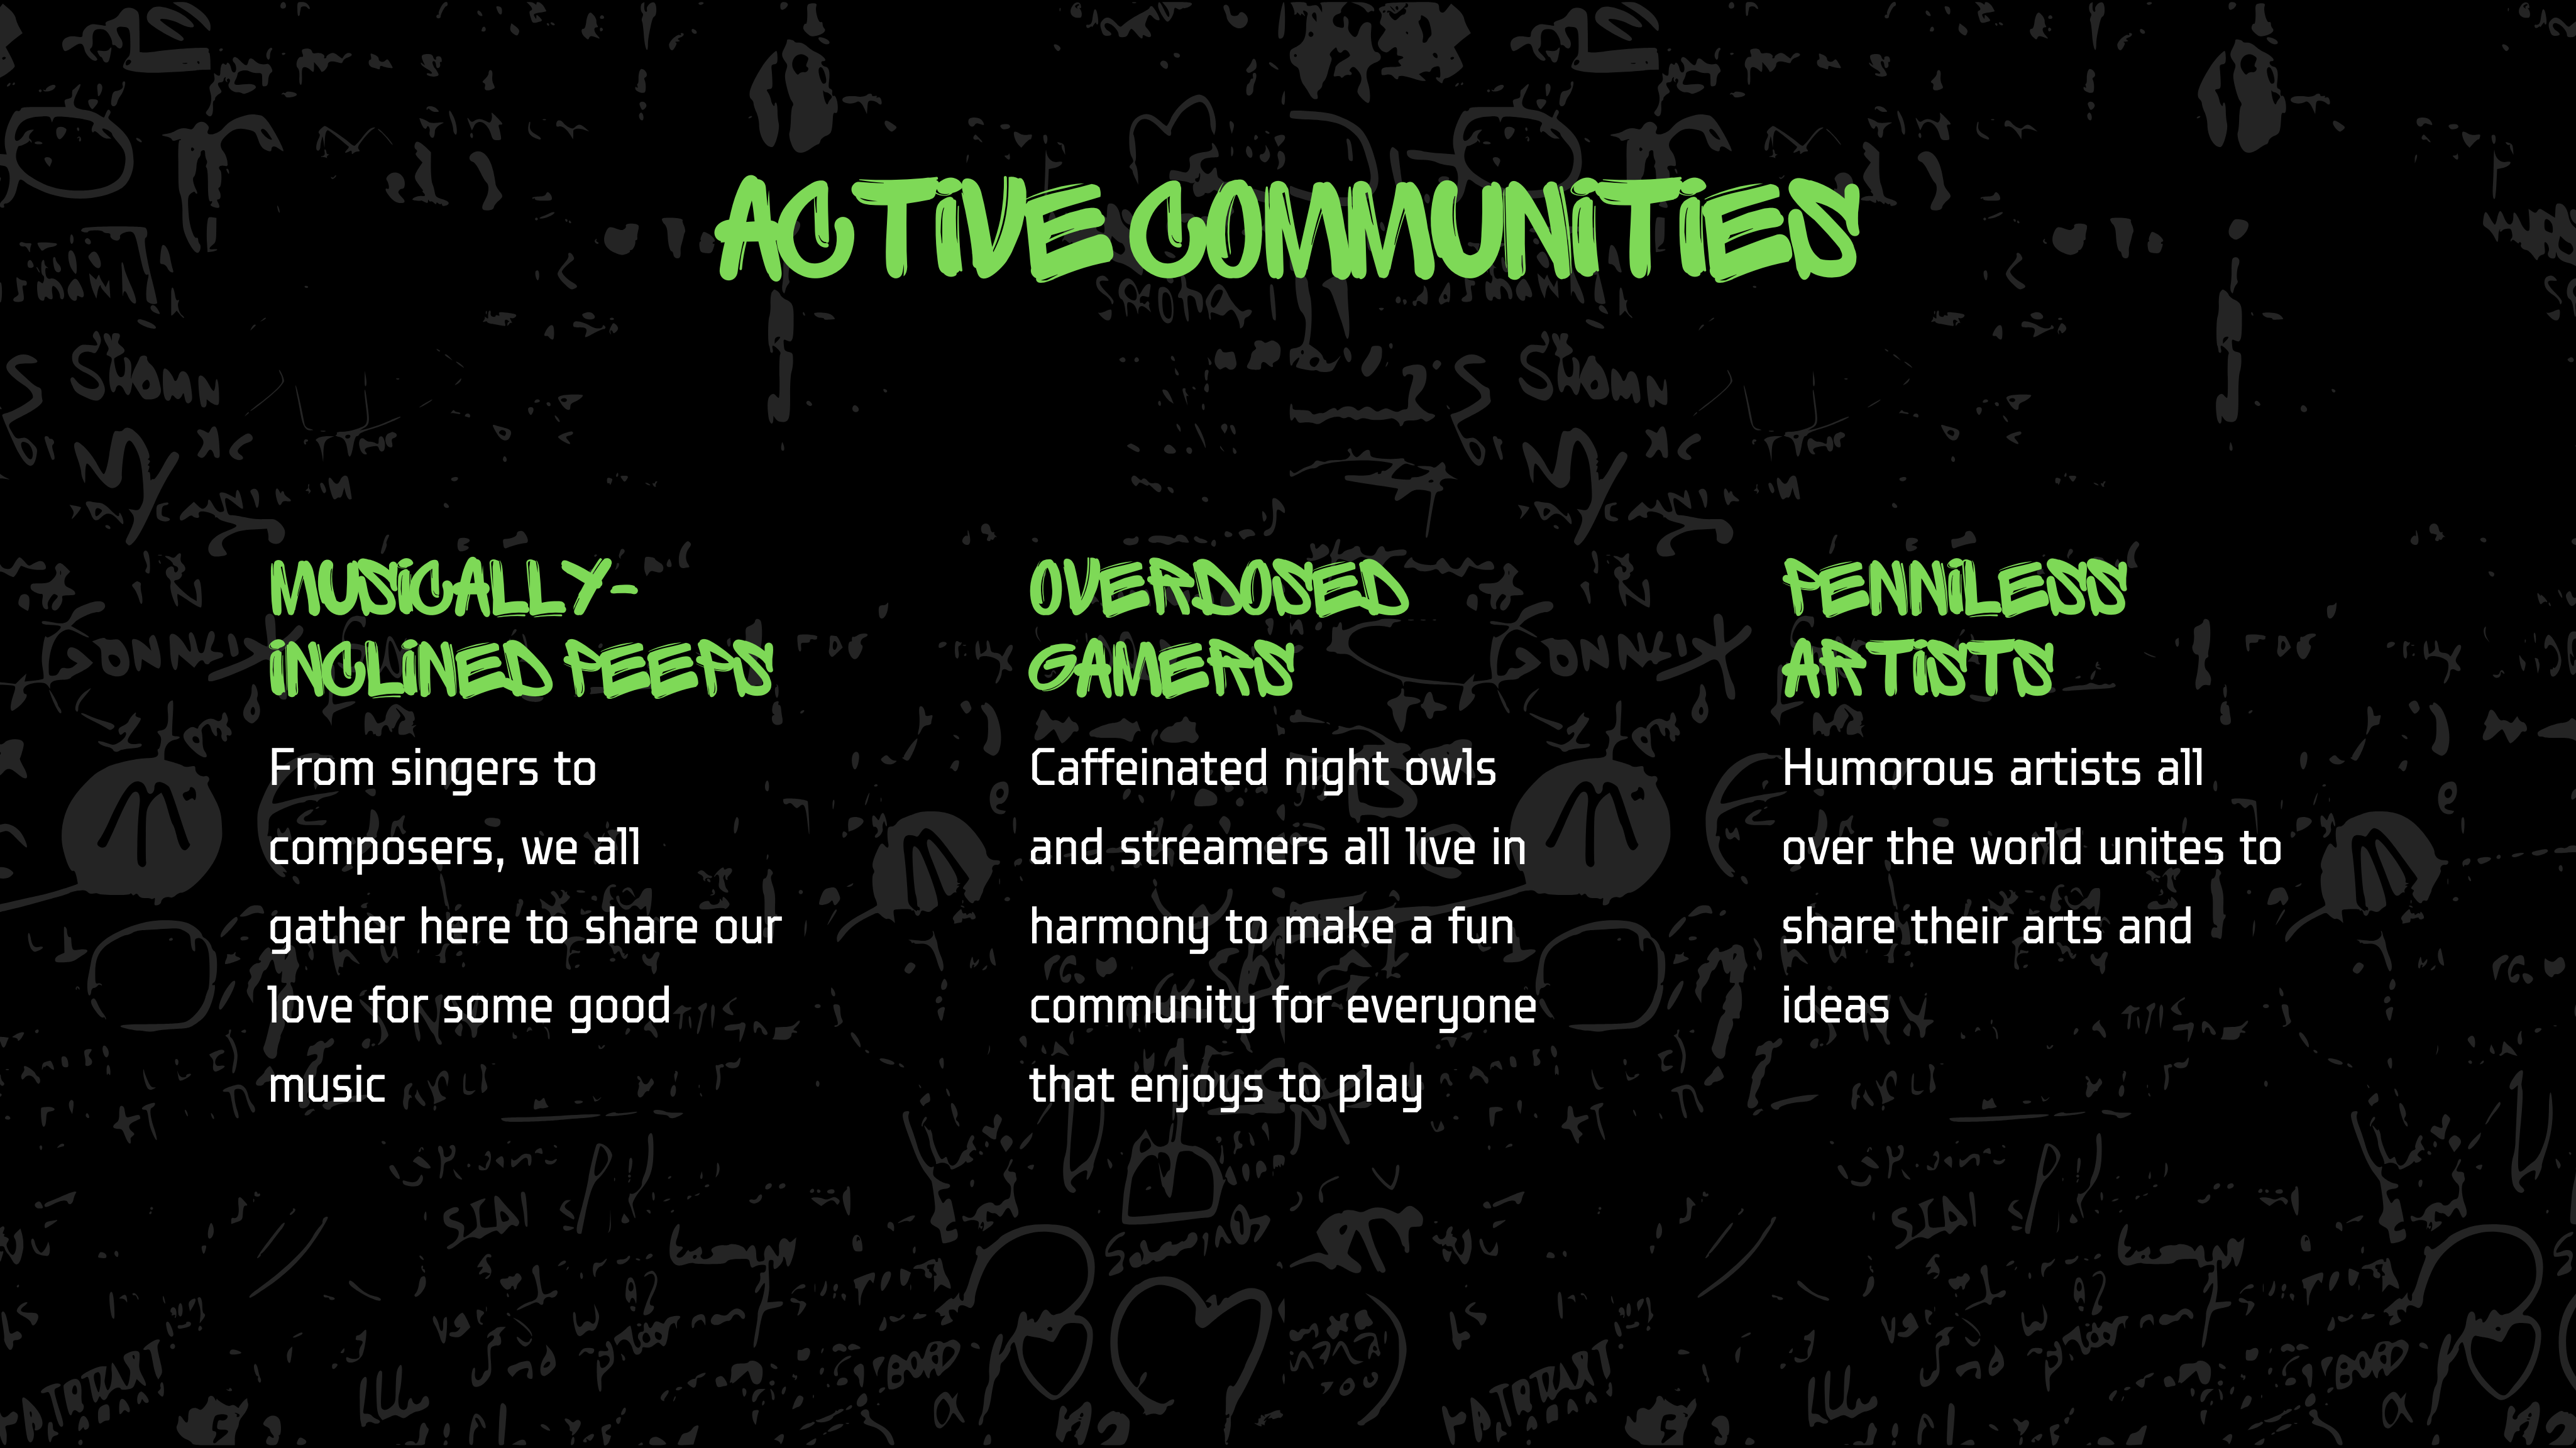 ACTIVE COMMUNITIES
MUSICALLY-
INCLINED PEEPS
From singers to
composers, we all
gather here to share our
love for some good
music
OVERDOSED
GAMERS
Caffeinated night owls
and streamers all live in
harmony to make a fun
community for everyone
that enjoys to play
PENNILESS
ARTISTS
Humorous artists all
over the world unites to
share their arts and
ideas